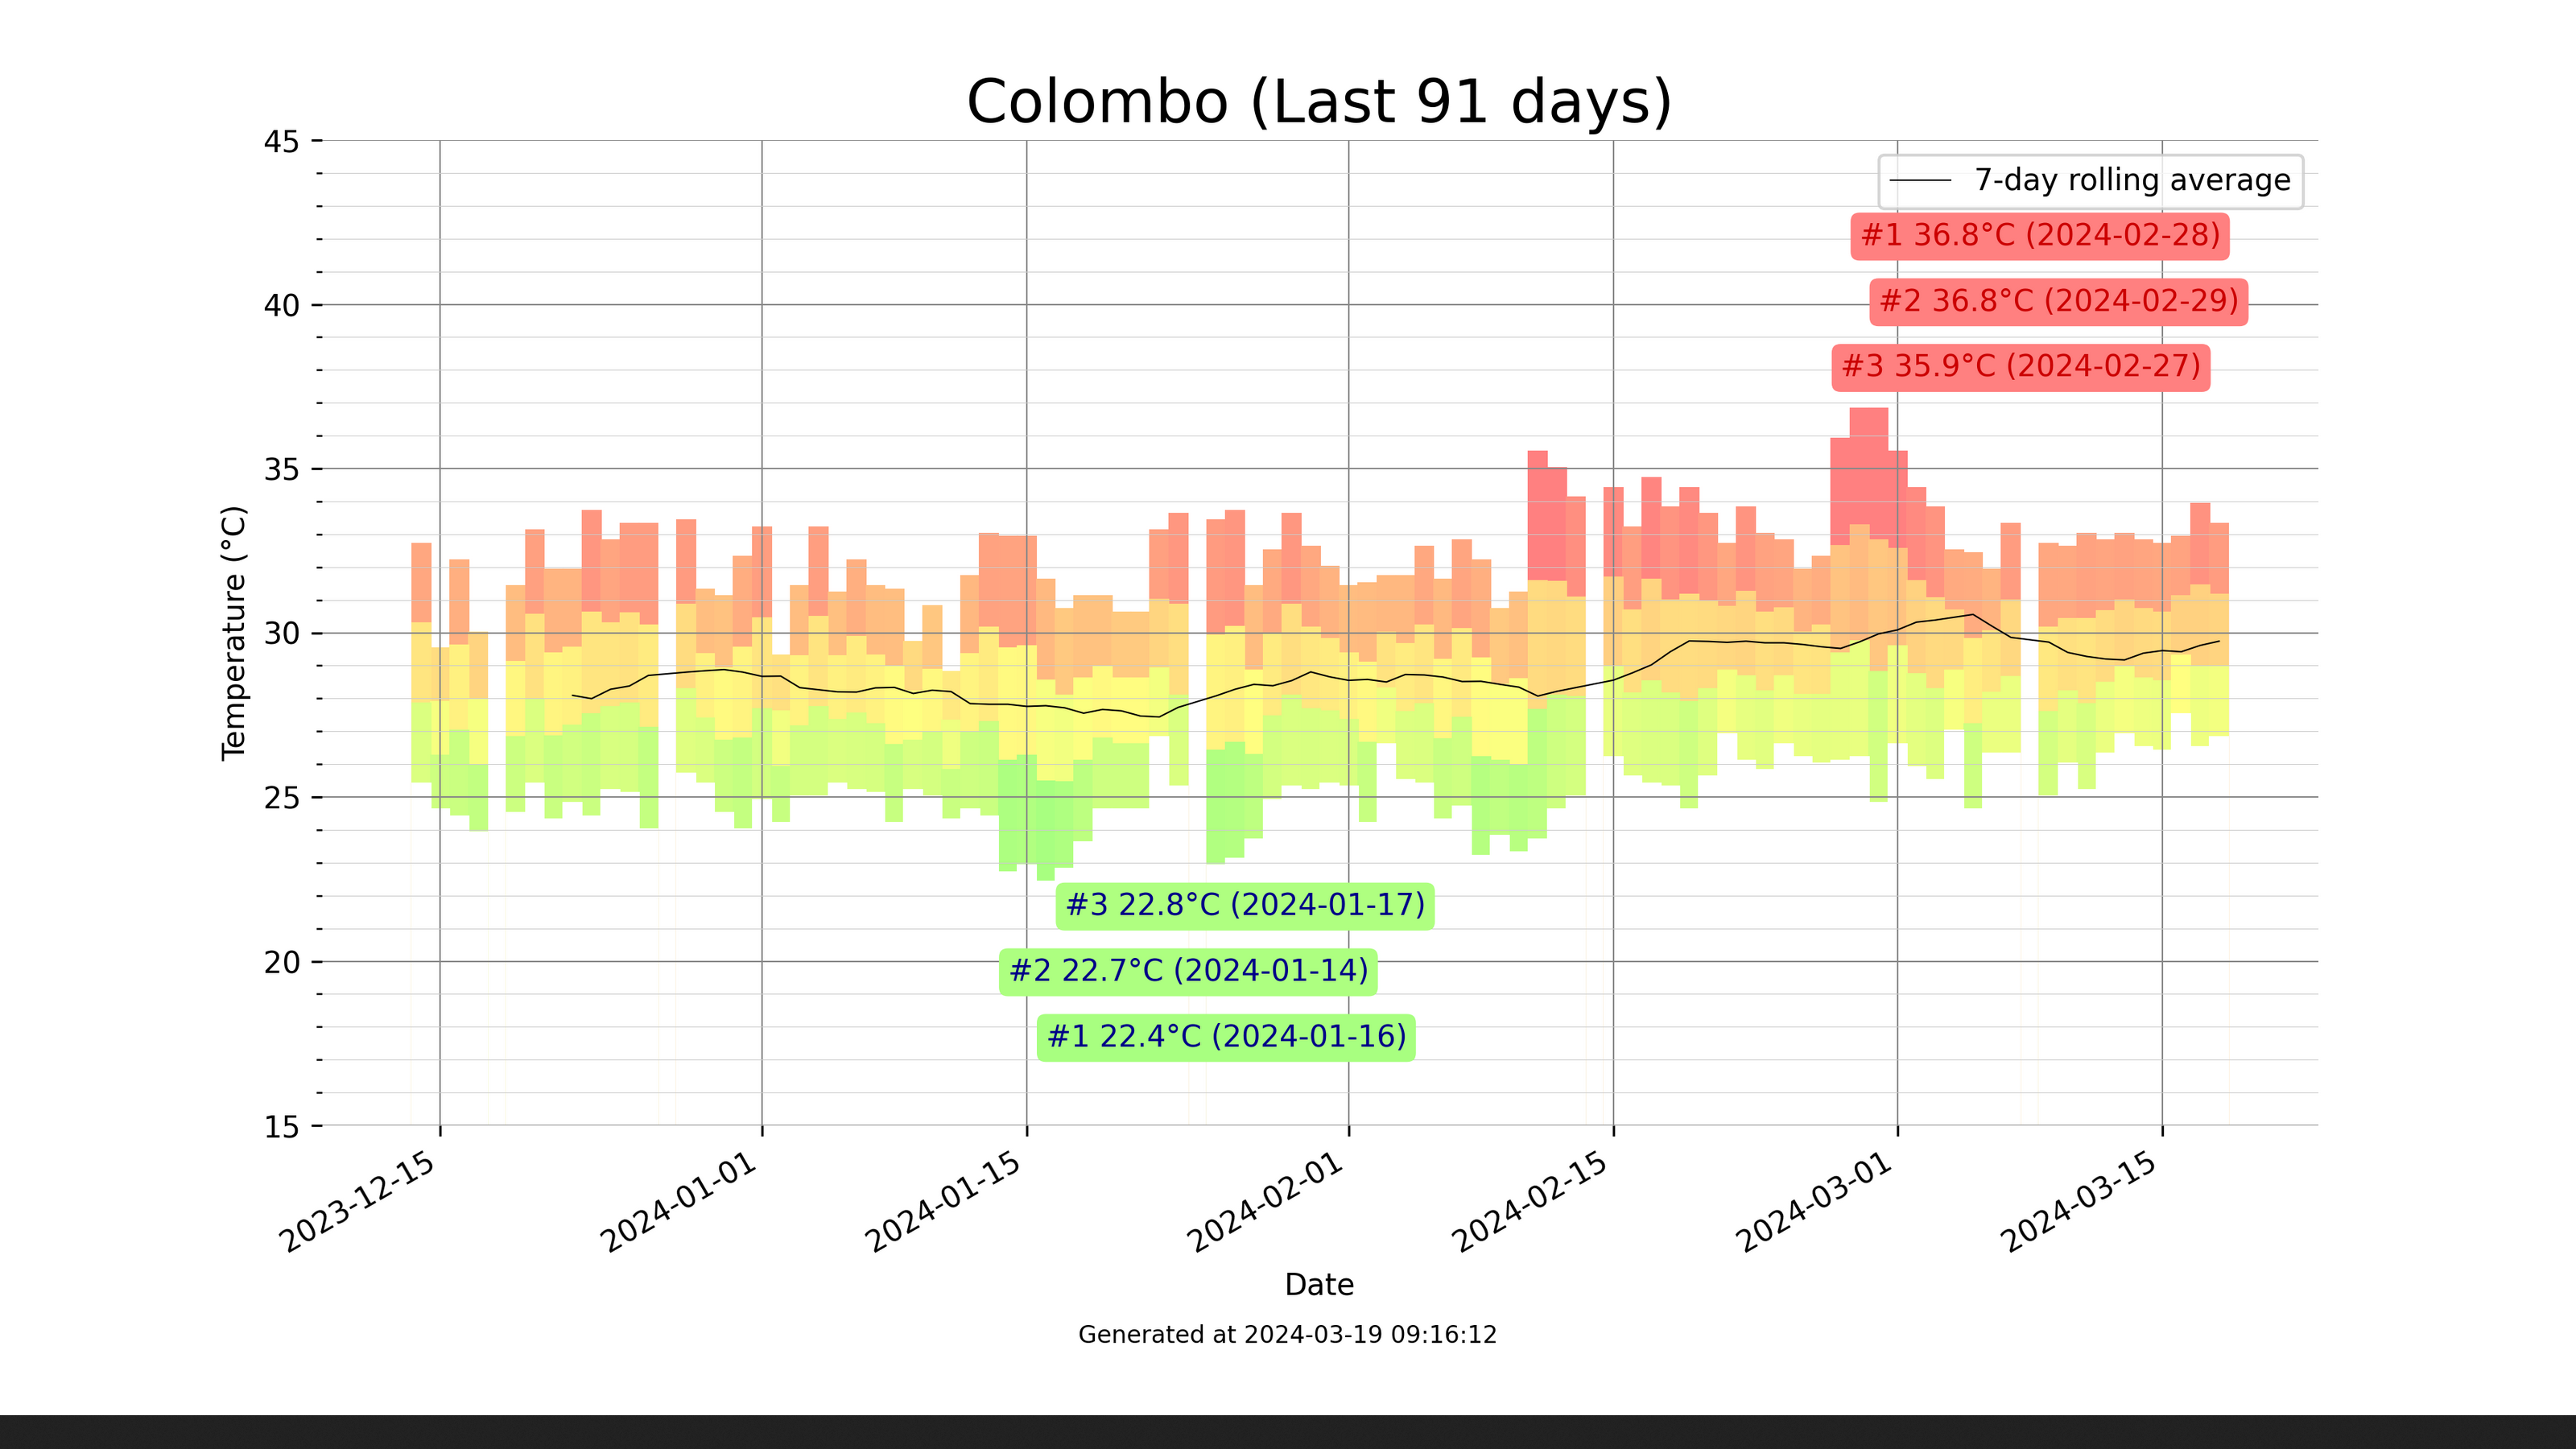 Colombo (Last 91 days)
7-day rolling average
#1 36.8°C (2024-02-28)
#2 36.8°C (2024-02-29)
#3 35.9°C (2024-02-27)
45
40
35
30
25
20
15
Temperature (°C)
#3 22.8°C (2024-01-17)
#2 22.7°C (2024-01-14)
#1 22.4°C (2024-01-16)
2023-12-15
2024-01-01
2024-01-15
2024-02-01
2024-02-15
2024-03-01
2024-03-15
Date
Generated at 2024-03-19 09:16:12